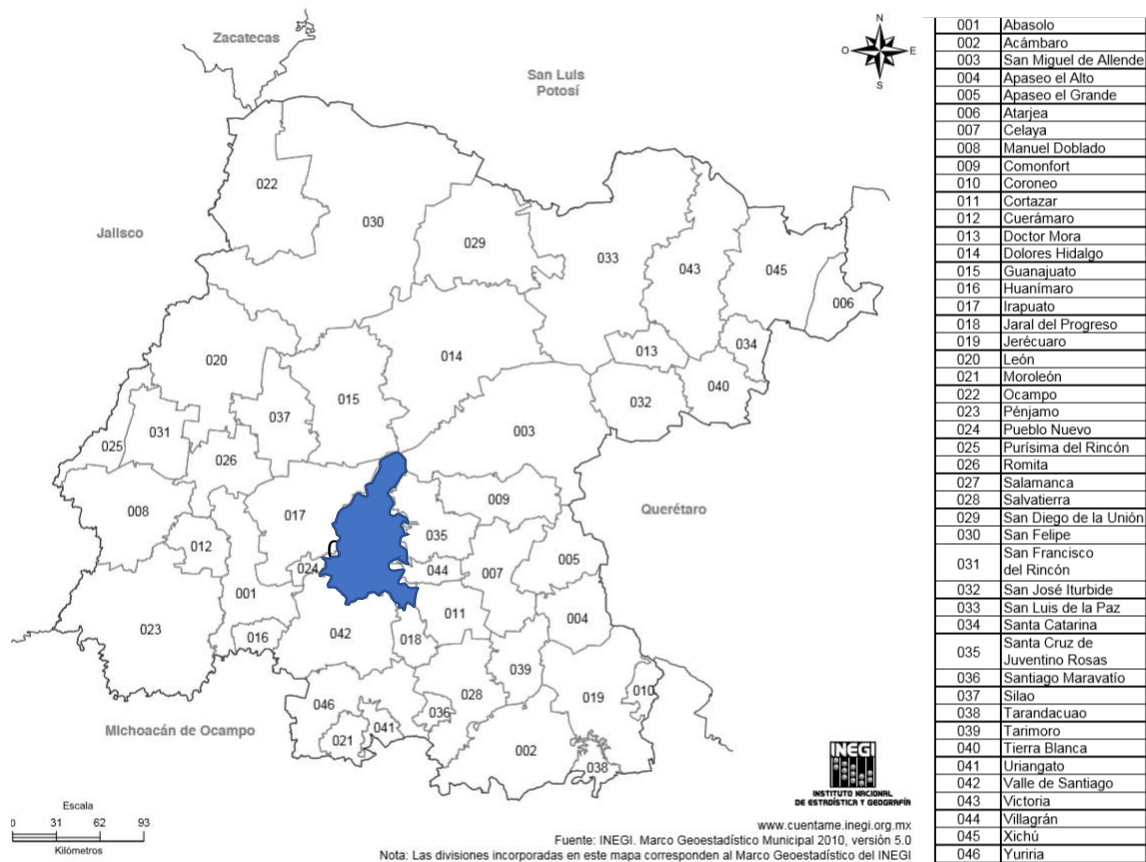 Zacatecas
San Luis
Potosí
Jalisco
Querétaro
Michoacán de Ocampo
N
O
E
S
022
030
029
033
043
045
006
020
014
013
034
037
015
040
032
003
031
025
026
009
008
017
035
012
005
024
044
007
001
011
004
023
016
042
018
039
028
019
010
046
036
041
021
002
038
Escala
0 31 62 93
Kilómetros
INEGI
INSTITUTO NACIONAL
DE ESTADÍSTICA Y GEOGRAFÍA
www.cuentame.inegi.org.mx
Fuente: INEGI. Marco Geoestadístico Municipal 2010, versión 5.0
Nota: Las divisiones incorporadas en este mapa corresponden al Marco Geoestadístico del INEGI
001 Abasolo
002 Acámbaro
003 San Miguel de Allende
004 Apaseo el Alto
005 Apaseo el Grande
006 Atarjea
007 Celaya
008 Manuel Doblado
009 Comonfort
010 Coroneo
011 Cortazar
012 Cuerámaro
013 Doctor Mora
014 Dolores Hidalgo
015 Guanajuato
016 Huanímaro
017 Irapuato
018 Jaral del Progreso
019 Jerécuaro
020 León
021 Moroleón
022 Ocampo
023 Pénjamo
024 Pueblo Nuevo
025 Purísima del Rincón
026 Romita
027 Salamanca
028 Salvatierra
029 San Diego de la Unión
030 San Felipe
031 San Francisco
del Rincón
032 San José Iturbide
033 San Luis de la Paz
034 Santa Catarina
035 Santa Cruz de
Juventino Rosas
036 Santiago Maravatío
037 Silao
038 Tarandacuao
039 Tarimoro
040 Tierra Blanca
041 Uriangato
042 Valle de Santiago
043 Victoria
044 Villagrán
045 Xichú
046 Yuriria